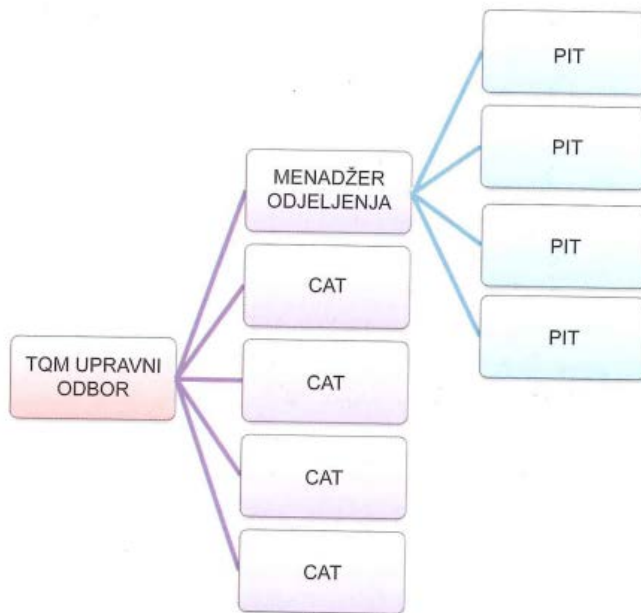 PIT
PIT
MENADŽER
ODJELJENJA
PIT
CAT
PIT
TQM UPRAVNI
ODBOR
CAT
CAT
CAT